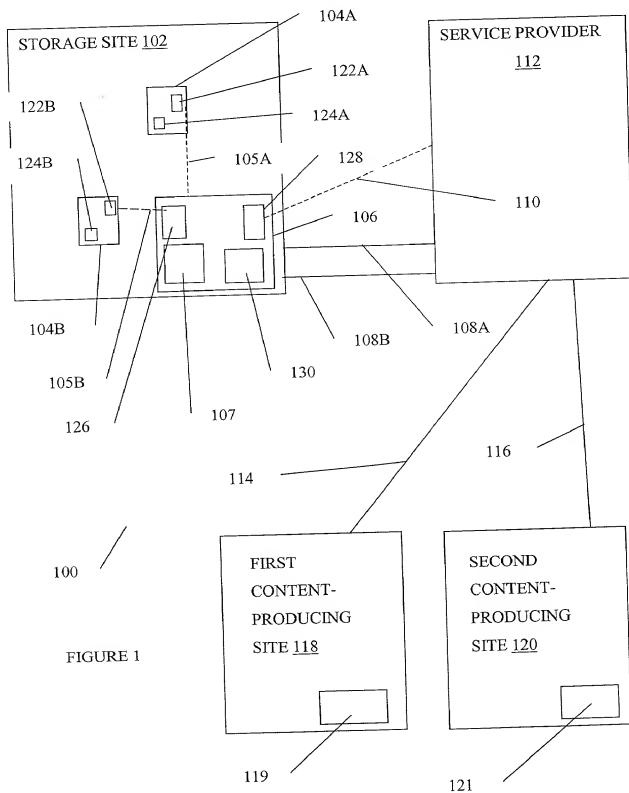 104A
STORAGE SITE 102
SERVICE PROVIDER
112
122A
122B
124A
124B
105A
128
106
110
104B
108A
108B
105B
130
107
126
116
114
100
FIRST
CONTENT-
PRODUCING
SITE 118
SECOND
CONTENT-
PRODUCING
SITE 120
FIGURE 1
119
121